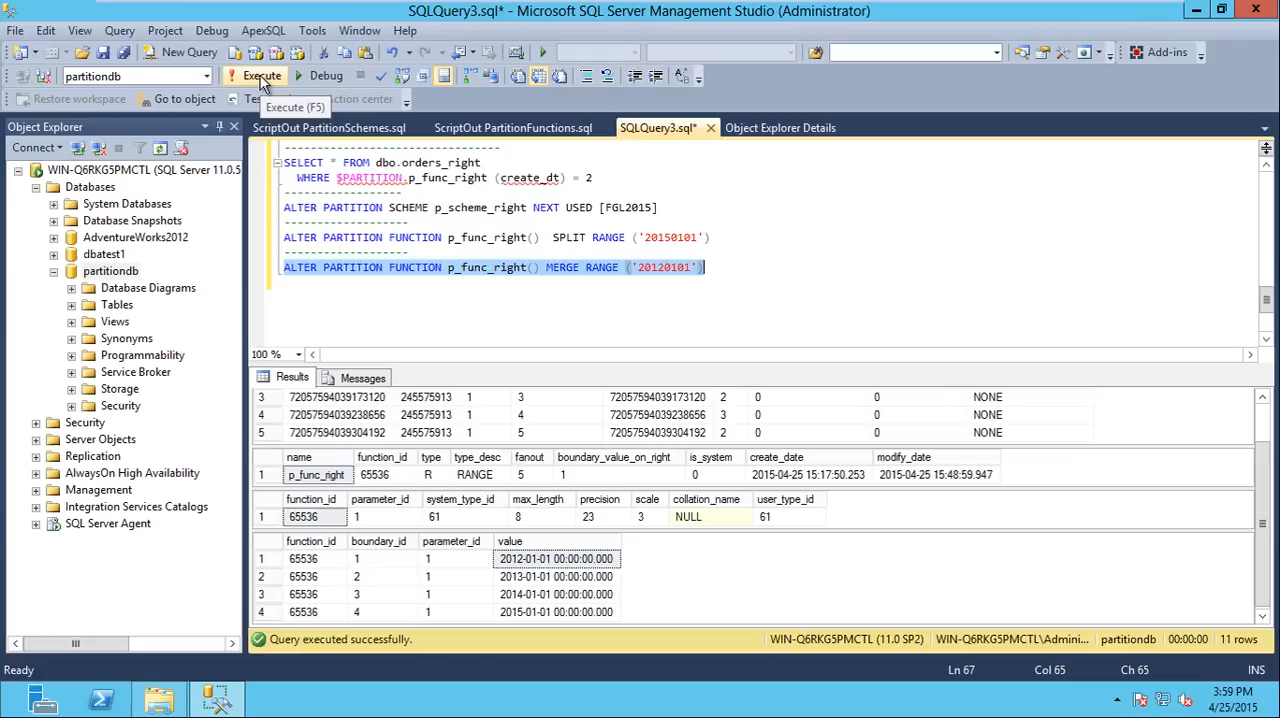 SQLQuery3.sql* - Microsoft SQL Server Management Studio (Administrator)
File Edit View Query Project Debug ApexSQL Tools Window Help
New Query Add-ins
partitiondb Execute Debug
Restore workspace Go to object
Execute (F5)
Object Explorer
ScriptOut PartitionSchemes.sql ScriptOut PartitionFunctions.sql SQLQuery3.sql* Object Explorer Details
Connect
WIN-Q6RKG5PMCTL (SQL Server 11.0.5
Databases
System Databases
Database Snapshots
AdventureWorks2012
dbatest1
partitiondb
Database Diagrams
Tables
Views
Synonyms
Programmability
Service Broker
Storage
Security
Security
Server Objects
Replication
AlwaysOn High Availability
Management
Integration Services Catalogs
SQL Server Agent
--------------------------------
SELECT * FROM dbo.orders_right
WHERE $PARTITION.p_func_right (create_dt) = 2
------------------
ALTER PARTITION SCHEME p_scheme_right NEXT USED [FGL2015]
-------------------
ALTER PARTITION FUNCTION p_func_right() SPLIT RANGE ('20150101')
-------------------
ALTER PARTITION FUNCTION p_func_right() MERGE RANGE ('20120101')
100 %
Results Messages
3 72057594039173120 245575913 1 3 72057594039173120 2 0 0 NONE
4 72057594039238656 245575913 1 4 72057594039238656 3 0 0 NONE
5 72057594039304192 245575913 1 5 72057594039304192 2 0 0 NONE
name function_id type type_desc fanout boundary_value_on_right is_system create_date modify_date
1 p_func_right 65536 R RANGE 5 1 0 2015-04-25 15:17:50.253 2015-04-25 15:48:59.947
function_id parameter_id system_type_id max_length precision scale collation_name user_type_id
1 65536 1 61 8 23 3 NULL 61
function_id boundary_id parameter_id value
1 65536 1 1 2012-01-01 00:00:00.000
2 65536 2 1 2013-01-01 00:00:00.000
3 65536 3 1 2014-01-01 00:00:00.000
4 65536 4 1 2015-01-01 00:00:00.000
Query executed successfully. WIN-Q6RKG5PMCTL (11.0 SP2) WIN-Q6RKG5PMCTL\Admini... partitiondb 00:00:00 11 rows
Ready Ln 67 Col 65 Ch 65 INS
3:59 PM
4/25/2015